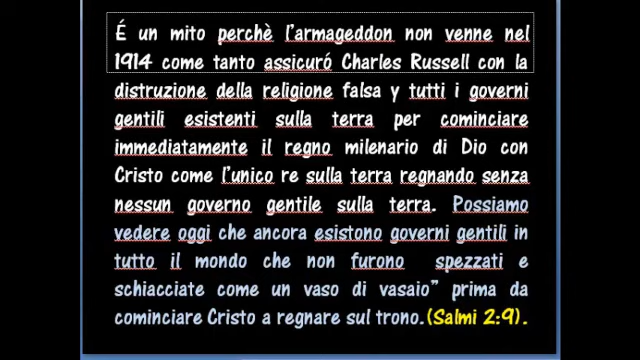 É un mito perchè l'armageddon non venne nel
1914 come tanto assicuró Charles Russell con la
distruzione della religione falsa y tutti i governi
gentili esistenti sulla terra per cominciare
immediatamente il regno milenario di Dio con
Cristo come l'unico re sulla terra regnando senza
nessun governo gentile sulla terra. Possiamo
vedere oggi che ancora esistono governi gentili in
tutto il mondo che non furono spezzati e
schiacciate come un vaso di vasaio” prima da
cominciare Cristo a regnare sul trono.(Salmi 2:9).